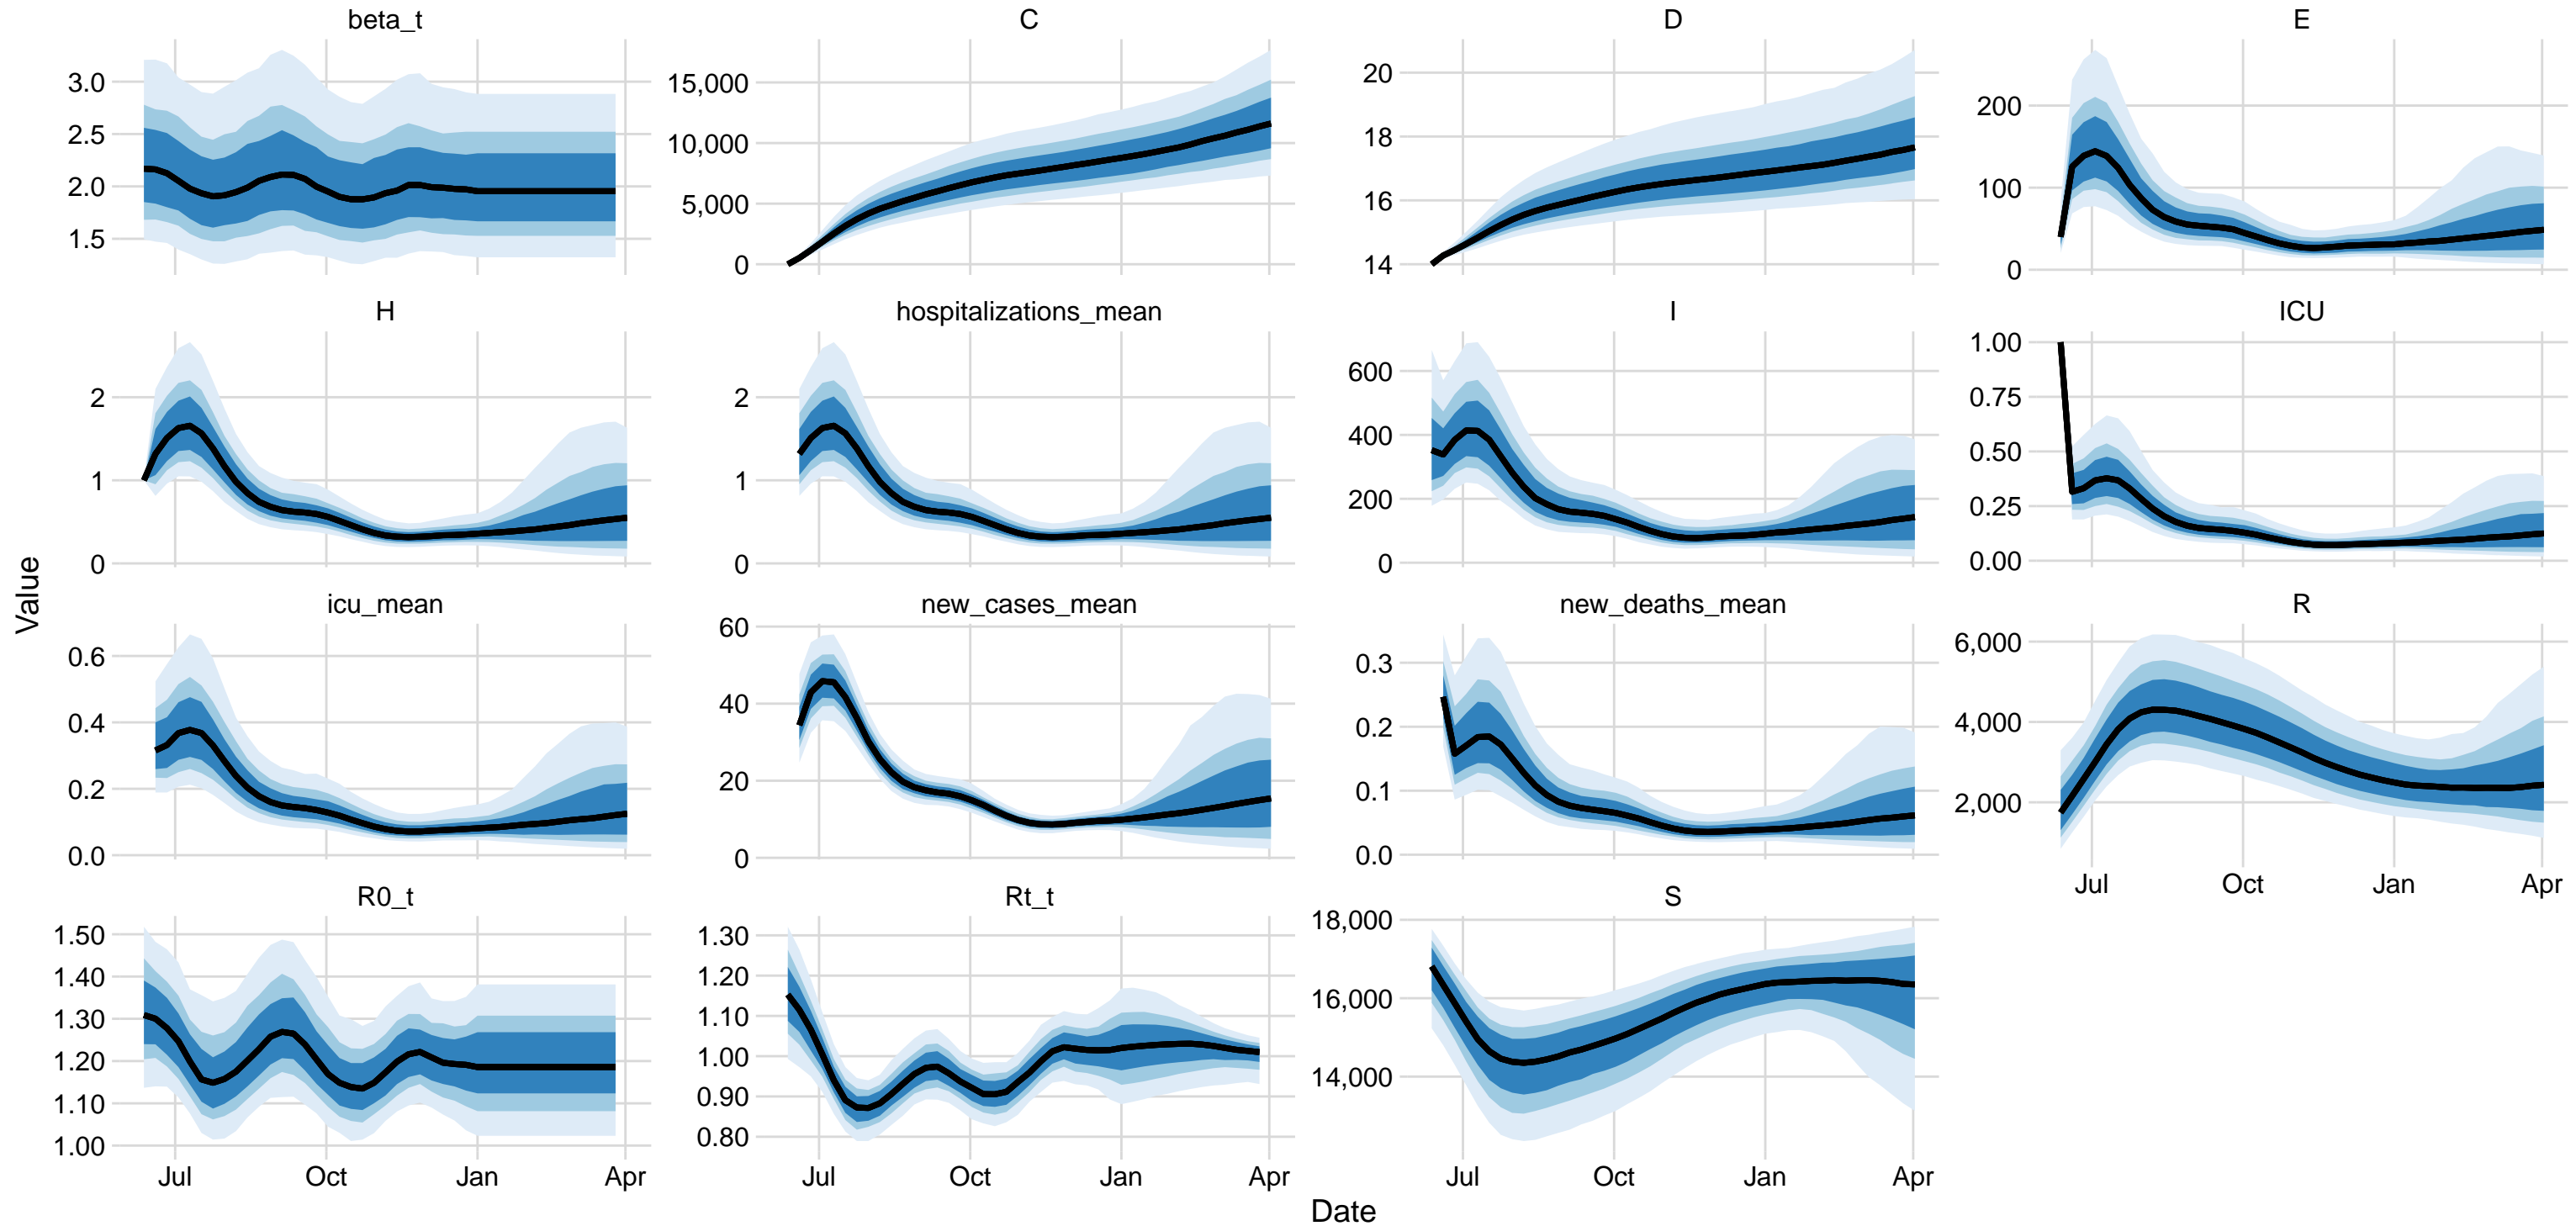 beta_t
C
D
E
3.0
2.5
2.0
1.5
15,000
10,000
5,000
0
20
18
16
14
200
100
0
H
hospitalizations_mean
I
ICU
2
1
0
2
1
0
600
400
200
0
1.00
0.75
0.50
0.25
0.00
icu_mean
new_cases_mean
new_deaths_mean
R
0.6
0.4
0.2
0.0
60
40
20
0
0.3
0.2
0.1
0.0
6,000
4,000
2,000
Jul Oct Jan Apr
R0_t
Rt_t
S
1.50
1.40
1.30
1.20
1.10
1.00
1.30
1.20
1.10
1.00
0.90
0.80
18,000
16,000
14,000
Jul Oct Jan Apr
Jul Oct Jan Apr
Jul Oct Jan Apr
Value
Date